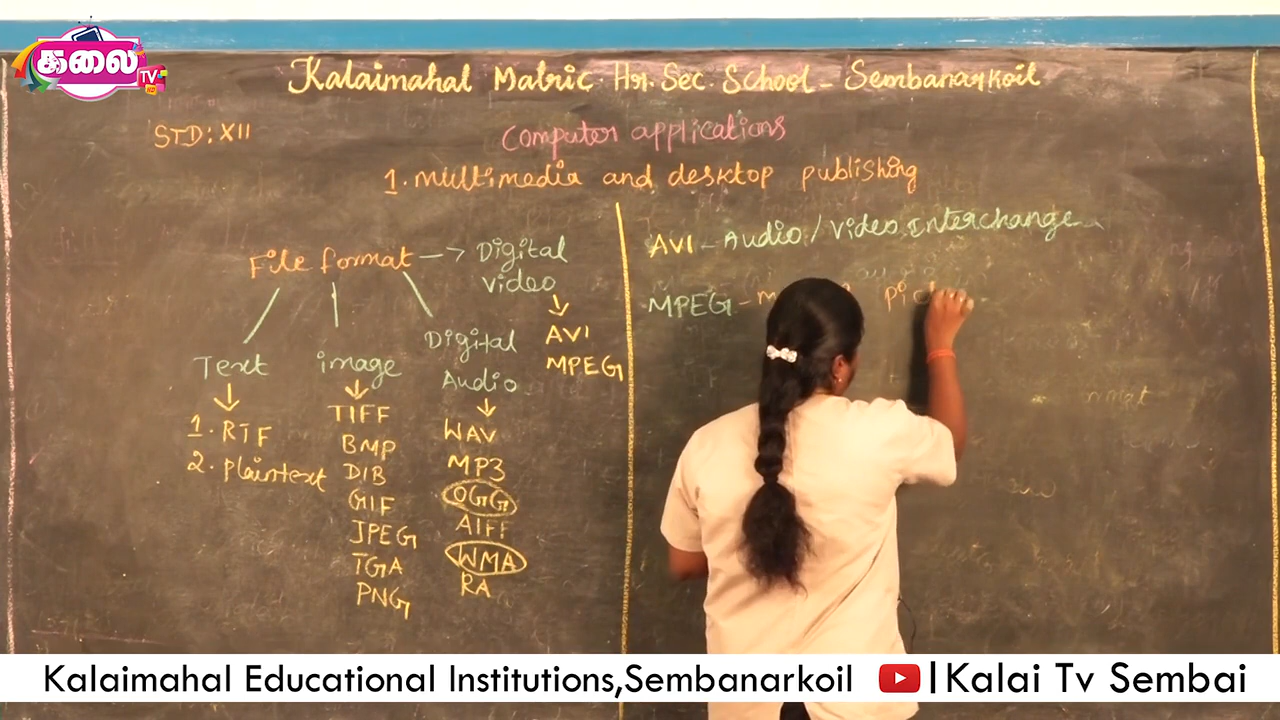 கலை TV HD
Kalaimahal Matric. Hr. Sec. School - Sembanarkoil
STD: XII
Computer applications
1. Multimedia and desktop publishing
File format → Digital
Video
AVI
MPEG
Text
1. RTF
2. plaintext
image
TIFF
BMP
DIB
GIF
JPEG
TGA
PNG
Digital
Audio
WAV
MP3
OGG
AIFF
WMA
RA
AVI - Audio / Video Interchange
MPEG -
Kalaimahal Educational Institutions,Sembanarkoil | Kalai Tv Sembai